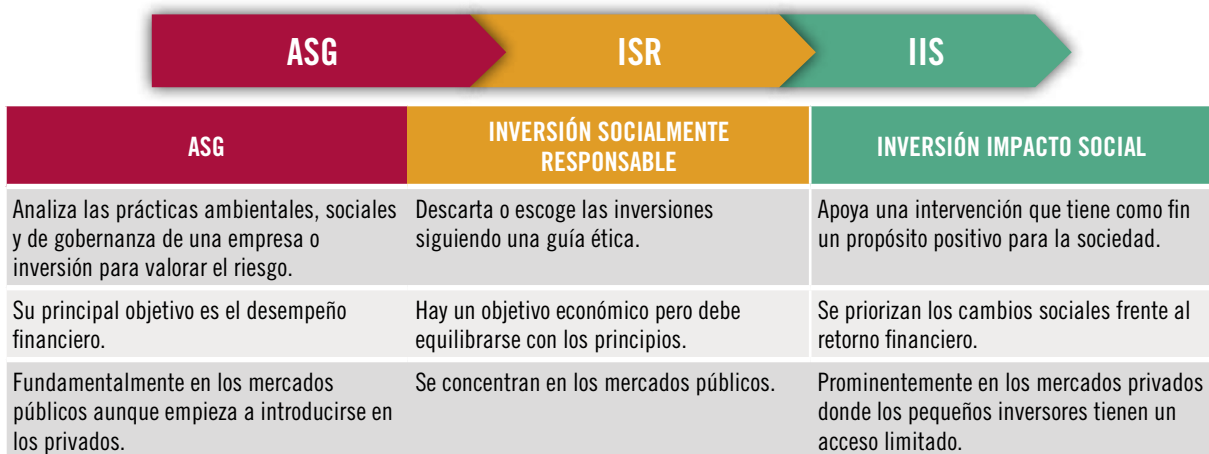 ASG
ISR
IIS
ASG
INVERSIÓN SOCIALMENTE
RESPONSABLE
INVERSIÓN IMPACTO SOCIAL
Analiza las prácticas ambientales, sociales
y de gobernanza de una empresa o
inversión para valorar el riesgo.
Descarta o escoge las inversiones
siguiendo una guía ética.
Apoya una intervención que tiene como fin
un propósito positivo para la sociedad.
Su principal objetivo es el desempeño
financiero.
Hay un objetivo económico pero debe
equilibrarse con los principios.
Se priorizan los cambios sociales frente al
retorno financiero.
Fundamentalmente en los mercados
públicos aunque empieza a introducirse en
los privados.
Se concentran en los mercados públicos.
Prominentemente en los mercados privados
donde los pequeños inversores tienen un
acceso limitado.